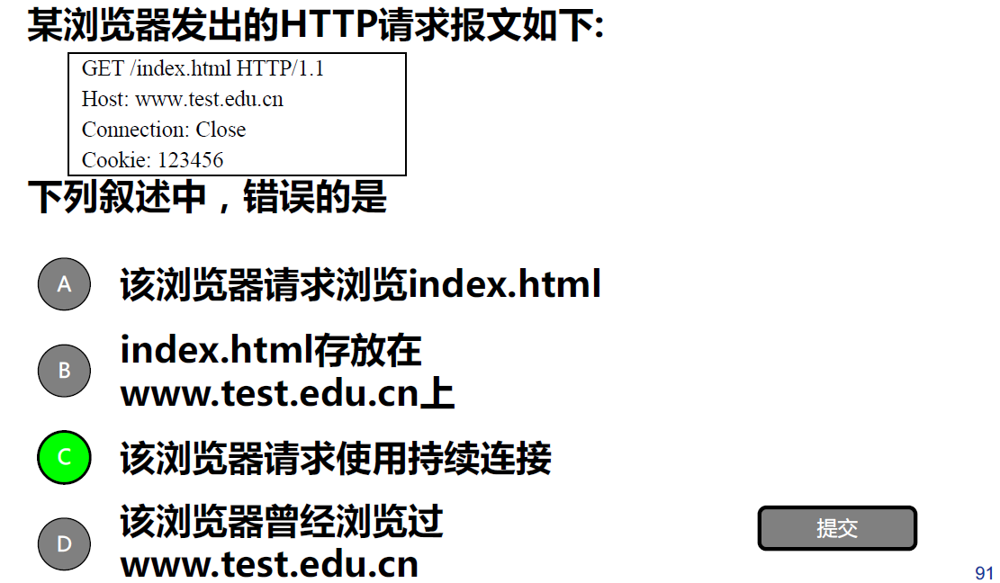 某浏览器发出的HTTP请求报文如下:
GET /index.html HTTP/1.1
Host: www.test.edu.cn
Connection: Close
Cookie: 123456
下列叙述中，错误的是
A 该浏览器请求浏览index.html
B index.html存放在
www.test.edu.cn上
C 该浏览器请求使用持续连接
D 该浏览器曾经浏览过
www.test.edu.cn
提交
91